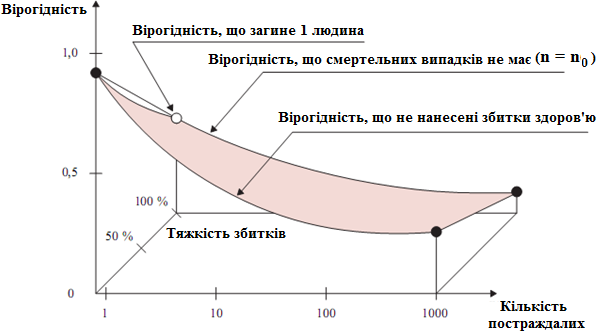 Вірогідність
Вірогідність, що загине 1 людина
1,0
Вірогідність, що смертельних випадків не має (n = n₀)
Вірогідність, що не нанесені збитки здоров'ю
0,5
100 %
50 %
Тяжкість збитків
0
1
10
100
1000
Кількість
постраждалих